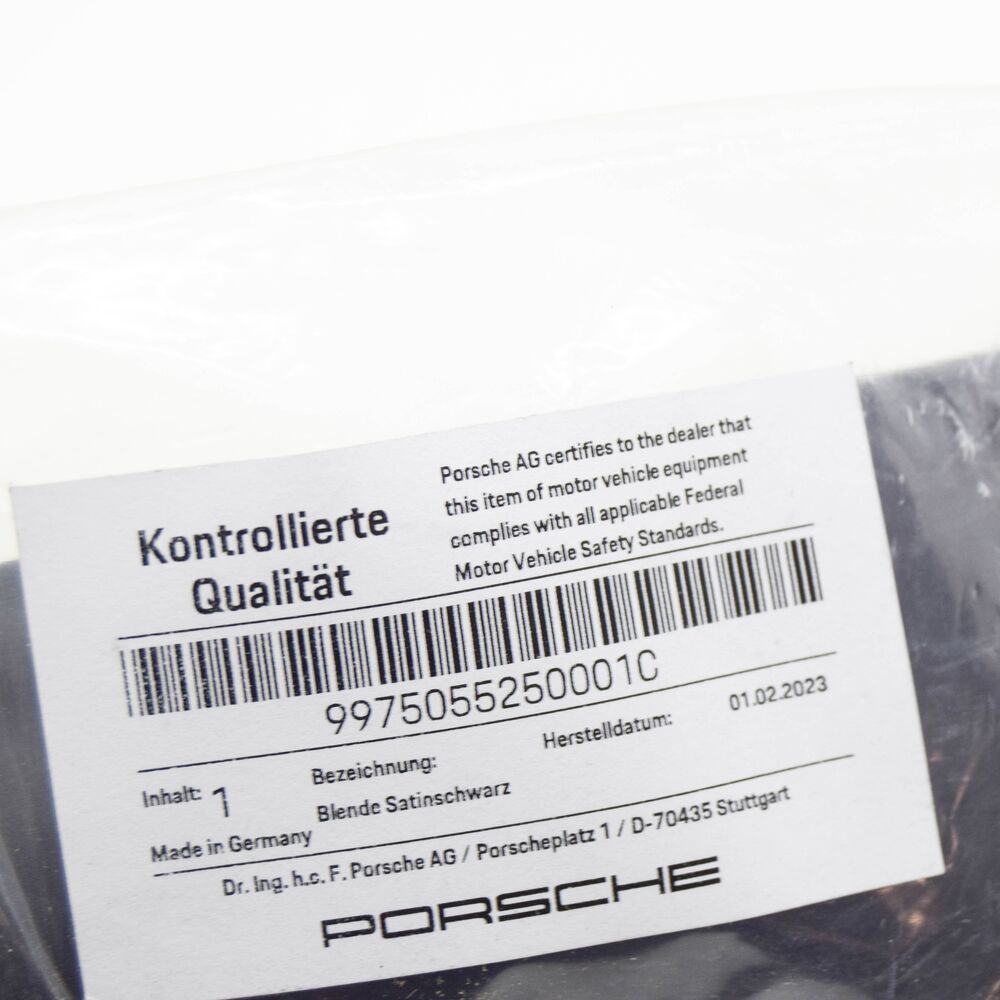 Kontrollierte
Qualität
Porsche AG certifies to the dealer that
this item of motor vehicle equipment
complies with all applicable Federal
Motor Vehicle Safety Standards.
9975055250001C
Inhalt: 1
Bezeichnung:
Blende Satinschwarz
Herstelldatum:
01.02.2023
Made in Germany
Dr. Ing. h.c. F. Porsche AG / Porscheplatz 1 / D-70435 Stuttgart
PORSCHE